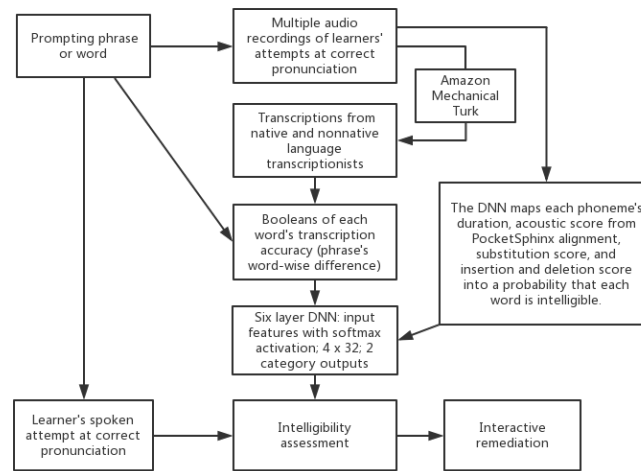 Prompting phrase
or word
Multiple audio
recordings of learners'
attempts at correct
pronunciation
Amazon
Mechanical
Turk
Transcriptions from
native and nonnative
language
transcriptionists
Booleans of each
word's transcription
accuracy (phrase's
word-wise difference)
The DNN maps each phoneme's
duration, acoustic score from
PocketSphinx alignment,
substitution score, and
insertion and deletion score
into a probability that each
word is intelligible.
Six layer DNN: input
features with softmax
activation; 4 x 32; 2
category outputs
Learner's spoken
attempt at correct
pronunciation
Intelligibility
assessment
Interactive
remediation